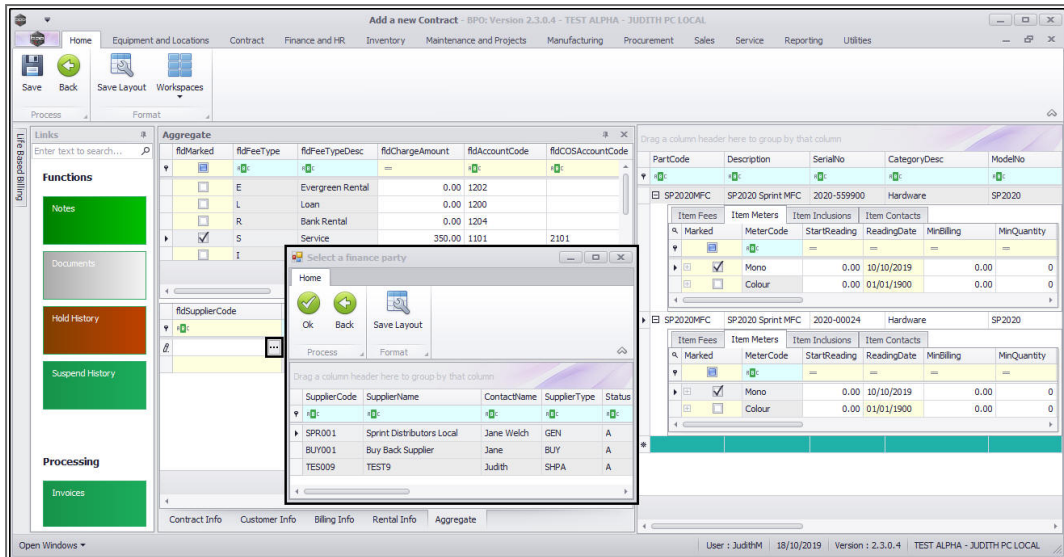 Add a new Contract - BPO: Version 2.3.0.4 - TEST ALPHA - JUDITH PC LOCAL
Home Equipment and Locations Contract Finance and HR Inventory Maintenance and Projects Manufacturing Procurement Sales Service Reporting Utilities
Save Back Save Layout Workspaces
Process Format
Life Based Billing
Links
Enter text to search...
Functions
Notes
Documents
Hold History
Suspend History
Processing
Invoices
Aggregate
fldMarked fldFeeType fldFeeTypeDesc fldChargeAmount fldAccountCode fldCOSAccountCode
=
E Evergreen Rental 0.00 1202
L Loan 0.00 1200
R Bank Rental 0.00 1204
S Service 350.00 1101 2101
I
fldSupplierCode
...
Select a finance party
Home
Ok Back Save Layout
Process Format
Drag a column header here to group by that column
SupplierCode SupplierName ContactName SupplierType Status
SPR001 Sprint Distributors Local Jane Welch GEN A
BUY001 Buy Back Supplier Jane BUY A
TES009 TEST9 Judith SHPA A
Contract Info Customer Info Billing Info Rental Info Aggregate
Drag a column header here to group by that column
PartCode Description SerialNo CategoryDesc ModelNo
SP2020MFC SP2020 Sprint MFC 2020-559900 Hardware SP2020
Item Fees Item Meters Item Inclusions Item Contacts
Marked MeterCode StartReading ReadingDate MinBilling MinQuantity
= = = =
Mono 0.00 10/10/2019 0.00 0
Colour 0.00 01/01/1900 0.00 0
SP2020MFC SP2020 Sprint MFC 2020-00024 Hardware SP2020
Item Fees Item Meters Item Inclusions Item Contacts
Marked MeterCode StartReading ReadingDate MinBilling MinQuantity
= = = =
Mono 0.00 10/10/2019 0.00 0
Colour 0.00 01/01/1900 0.00 0
Open Windows
User : JudithM 18/10/2019 Version : 2.3.0.4 TEST ALPHA - JUDITH PC LOCAL